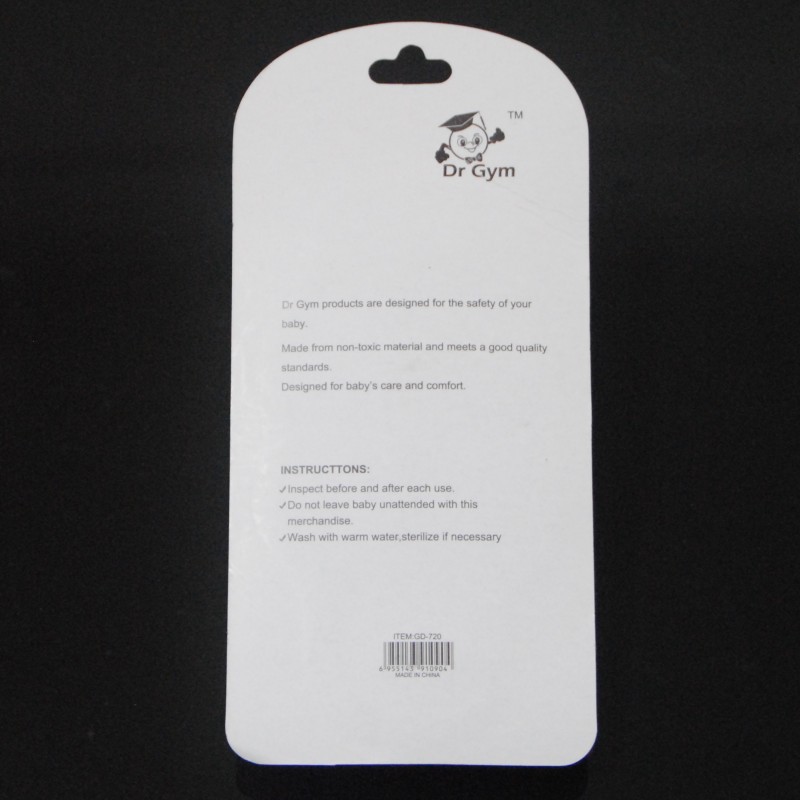 TM
Dr Gym
Dr Gym products are designed for the safety of your
baby.
Made from non-toxic material and meets a good quality
standards.
Designed for baby's care and comfort.
INSTRUCTTONS:
✓Inspect before and after each use.
✓Do not leave baby unattended with this
merchandise.
✓Wash with warm water,sterilize if necessary
ITEM:GD-720
6 955143 910904
MADE IN CHINA